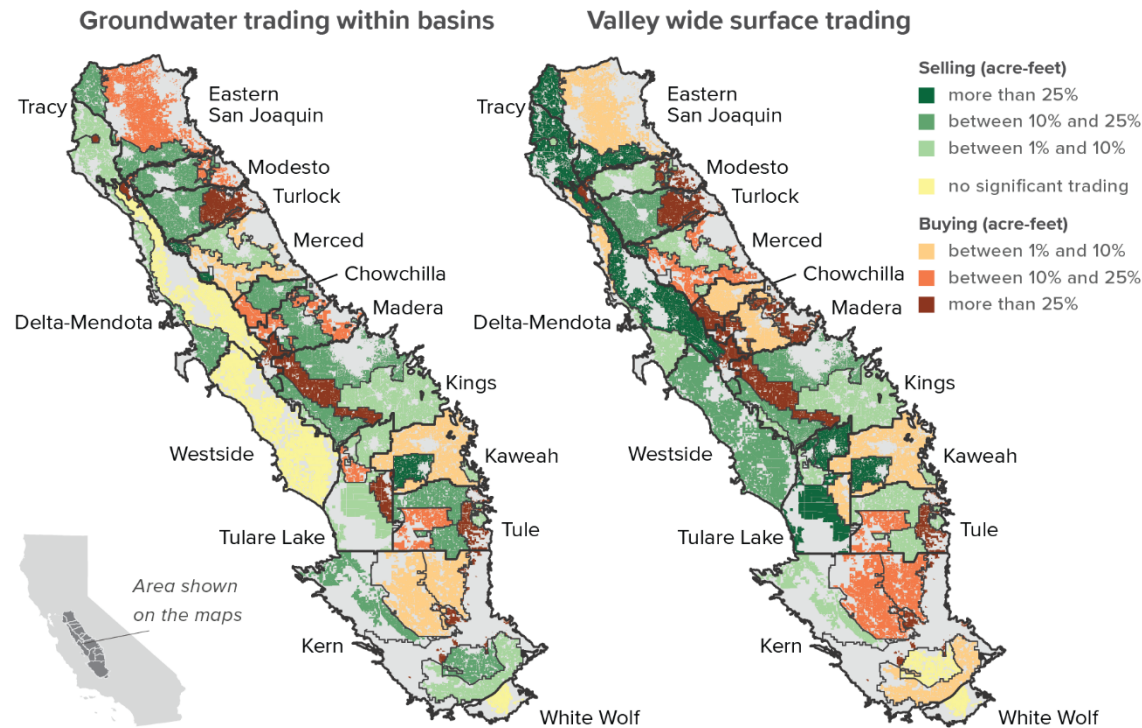 Groundwater trading within basins
Tracy
Eastern
San Joaquin
Modesto
Turlock
Merced
Chowchilla
Madera
Delta-Mendota
Kings
Westside
Kaweah
Tulare Lake
Tule
Kern
White Wolf
Area shown
on the maps
Valley wide surface trading
Tracy
Eastern
San Joaquin
Modesto
Turlock
Merced
Chowchilla
Madera
Delta-Mendota
Kings
Westside
Kaweah
Tulare Lake
Tule
Kern
White Wolf
Selling (acre-feet)
more than 25%
between 10% and 25%
between 1% and 10%
no significant trading
Buying (acre-feet)
between 1% and 10%
between 10% and 25%
more than 25%